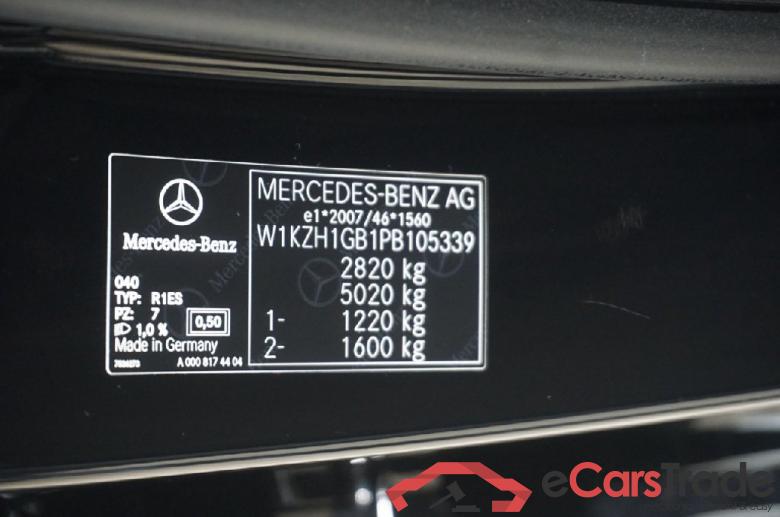 MERCEDES-BENZ AG
e1*2007/46*1560
W1KZH1GB1PB105339
2820 kg
5020 kg
1- 1220 kg
2- 1600 kg
Mercedes-Benz
040
TYP: R1ES
PZ: 7
1,0 % 0,50
Made in Germany
A 000 817 44 04
eCarsTrade